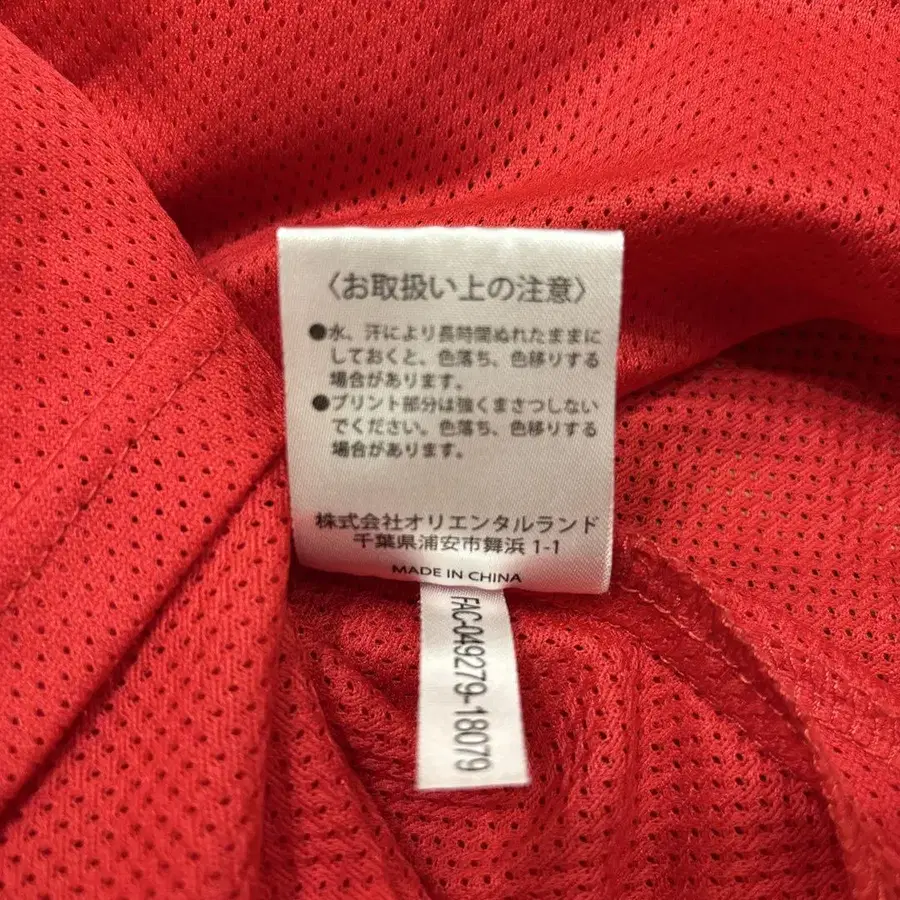 〈お取扱い上の注意〉
●水、汗により長時間ぬれたままに
しておくと、色落ち、色移りする
場合があります。
●プリント部分は強くまさつしない
でください。色落ち、色移りする
場合があります。
株式会社オリエンタルランド
千葉県浦安市舞浜 1-1
MADE IN CHINA
FAC-049279-18079